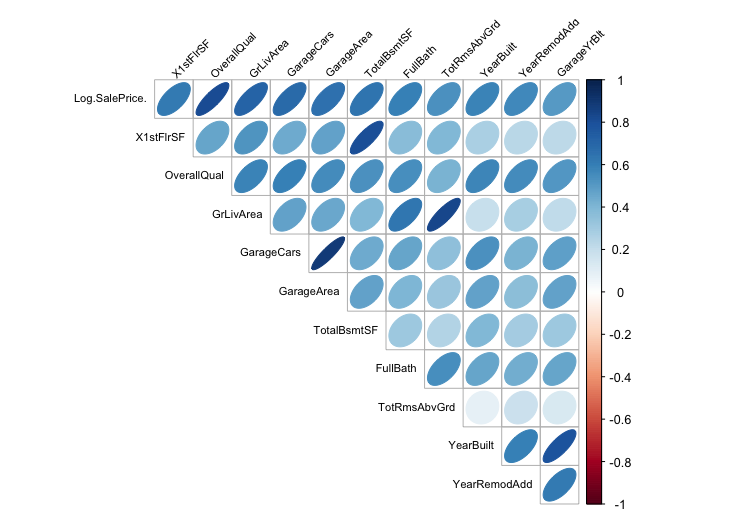 X1stFlrSF
OverallQual
GrLivArea
GarageCars
GarageArea
TotalBsmtSF
FullBath
TotRmsAbvGrd
YearBuilt
YearRemodAdd
GarageYrBlt
Log.SalePrice.
X1stFlrSF
OverallQual
GrLivArea
GarageCars
GarageArea
TotalBsmtSF
FullBath
TotRmsAbvGrd
YearBuilt
YearRemodAdd
1
0.8
0.6
0.4
0.2
0
-0.2
-0.4
-0.6
-0.8
-1